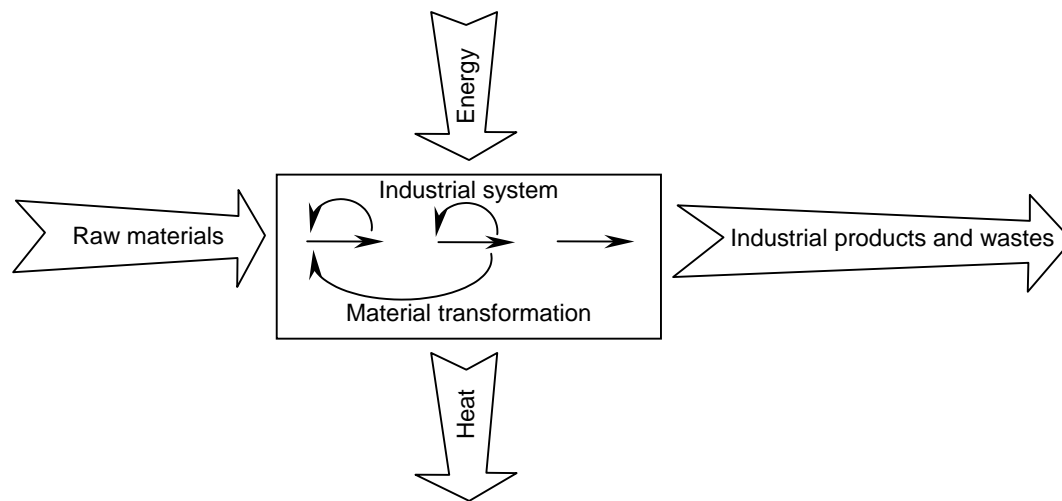 Energy
Industrial system
Raw materials
Industrial products and wastes
Material transformation
Heat